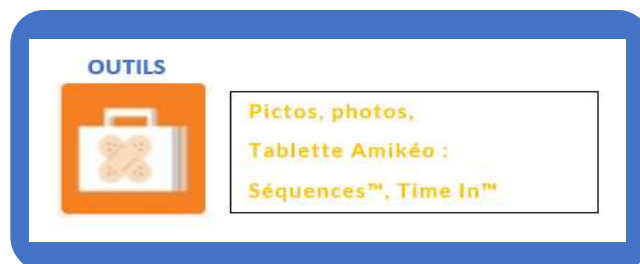 OUTILS
Pictos, photos,
Tablette Amikéo :
Séquences™, Time In™